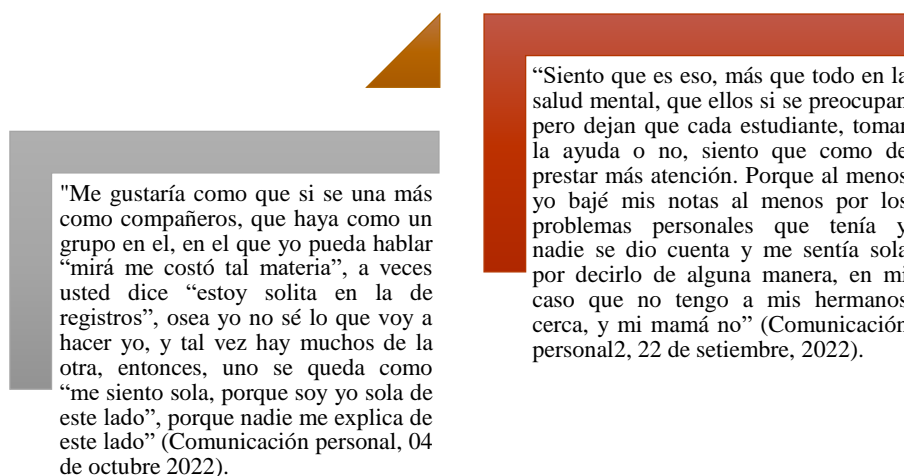 "Me gustaría como que si se una más
como compañeros, que haya como un
grupo en el, en el que yo pueda hablar
“mirá me costó tal materia”, a veces
usted dice “estoy solita en la de
registros”, osea yo no sé lo que voy a
hacer yo, y tal vez hay muchos de la
otra, entonces, uno se queda como
“me siento sola, porque soy yo sola de
este lado”, porque nadie me explica de
este lado” (Comunicación personal, 04
de octubre 2022).
“Siento que es eso, más que todo en la
salud mental, que ellos si se preocupan
pero dejan que cada estudiante, tomar
la ayuda o no, siento que como de
prestar más atención. Porque al menos
yo bajé mis notas al menos por los
problemas personales que tenía y
nadie se dio cuenta y me sentía sola
por decirlo de alguna manera, en mi
caso que no tengo a mis hermanos
cerca, y mi mamá no” (Comunicación
personal2, 22 de setiembre, 2022).